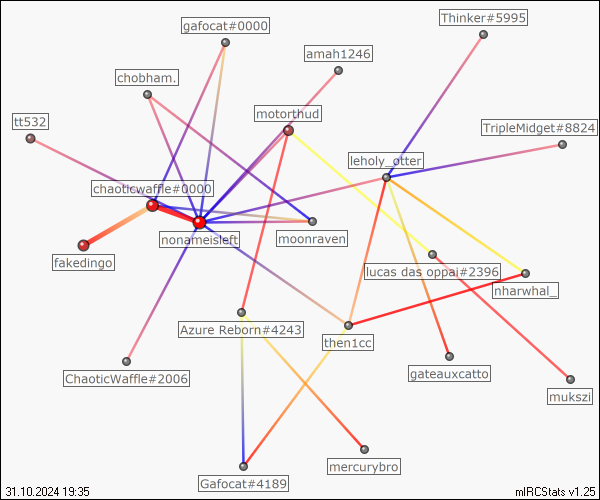 Thinker#5995
gafocat#0000
amah1246
chobham.
motorthud
tt532
TripleMidget#8824
leholy_otter
chaoticwaffle#0000
nonameisleft
moonraven
fakedingo
lucas das oppai#2396
nharwhal_
Azure Reborn#4243
then1cc
ChaoticWaffle#2006
gateauxcatto
mukszi
mercurybro
Gafocat#4189
31.10.2024 19:35
mIRCStats v1.25